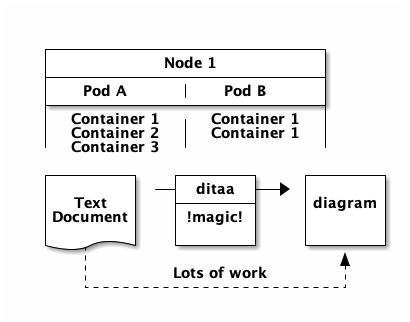 Node 1
Pod A | Pod B
Container 1 Container 1
Container 2 Container 1
Container 3
Text
Document
ditaa
!magic!
diagram
Lots of work